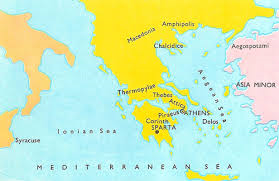 Amphipolis
Macedonia
Chalcidice
Aegospotami
Aegean Sea
ASIA MINOR
Thermopylae
Thebes
Attica
Piraeus
ATHENS
Corinth
Delos
SPARTA
Ionian Sea
Syracuse
MEDITERRANEAN SEA